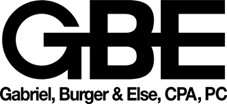 GBE
Gabriel, Burger & Else, CPA, PC